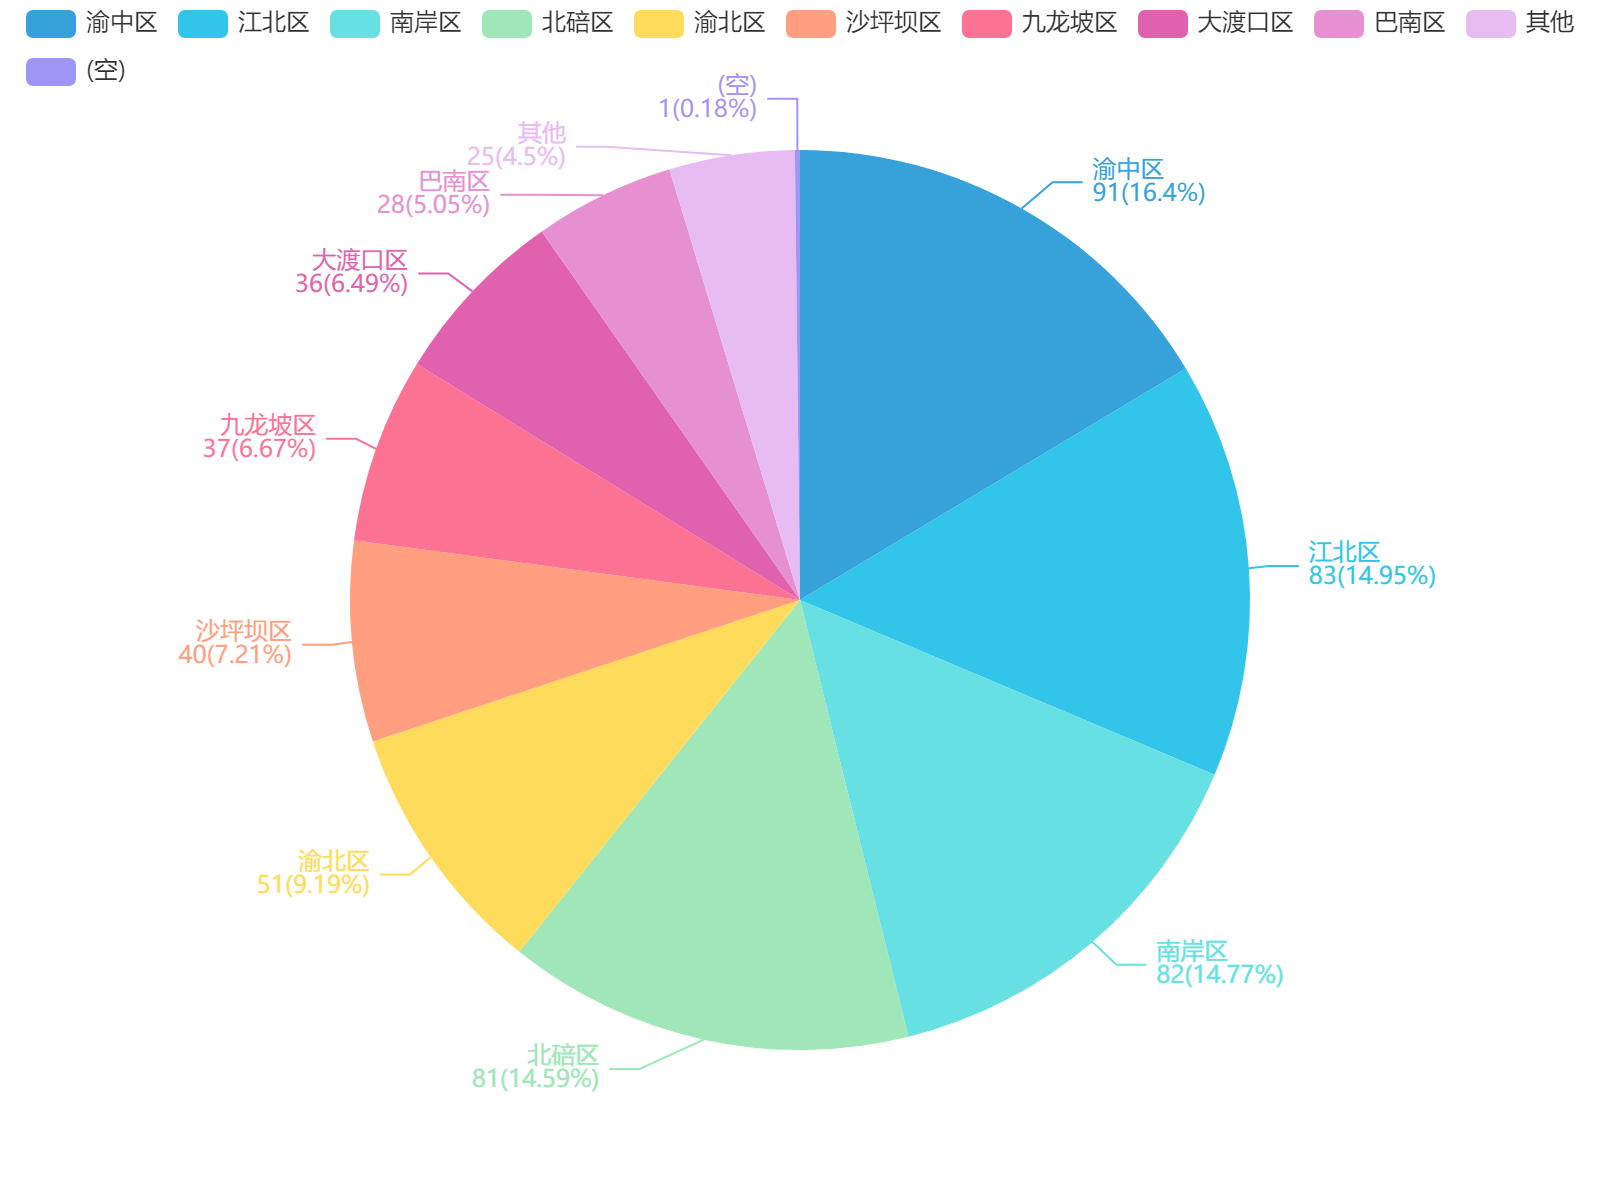 渝中区 江北区 南岸区 北碚区 渝北区 沙坪坝区 九龙坡区 大渡口区 巴南区 其他
(空)
(空)
1(0.18%)
其他
25(4.5%)
巴南区
28(5.05%)
渝中区
91(16.4%)
大渡口区
36(6.49%)
九龙坡区
37(6.67%)
江北区
83(14.95%)
沙坪坝区
40(7.21%)
渝北区
51(9.19%)
南岸区
82(14.77%)
北碚区
81(14.59%)